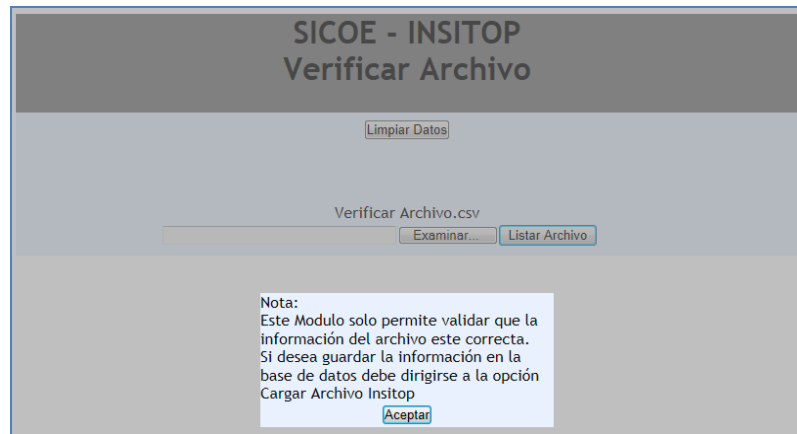 SICOE - INSITOP
Verificar Archivo
Limpiar Datos
Verificar Archivo.csv
Examinar... Listar Archivo
Nota:
Este Modulo solo permite validar que la
información del archivo este correcta.
Si desea guardar la información en la
base de datos debe dirigirse a la opción
Cargar Archivo Insitop
Aceptar